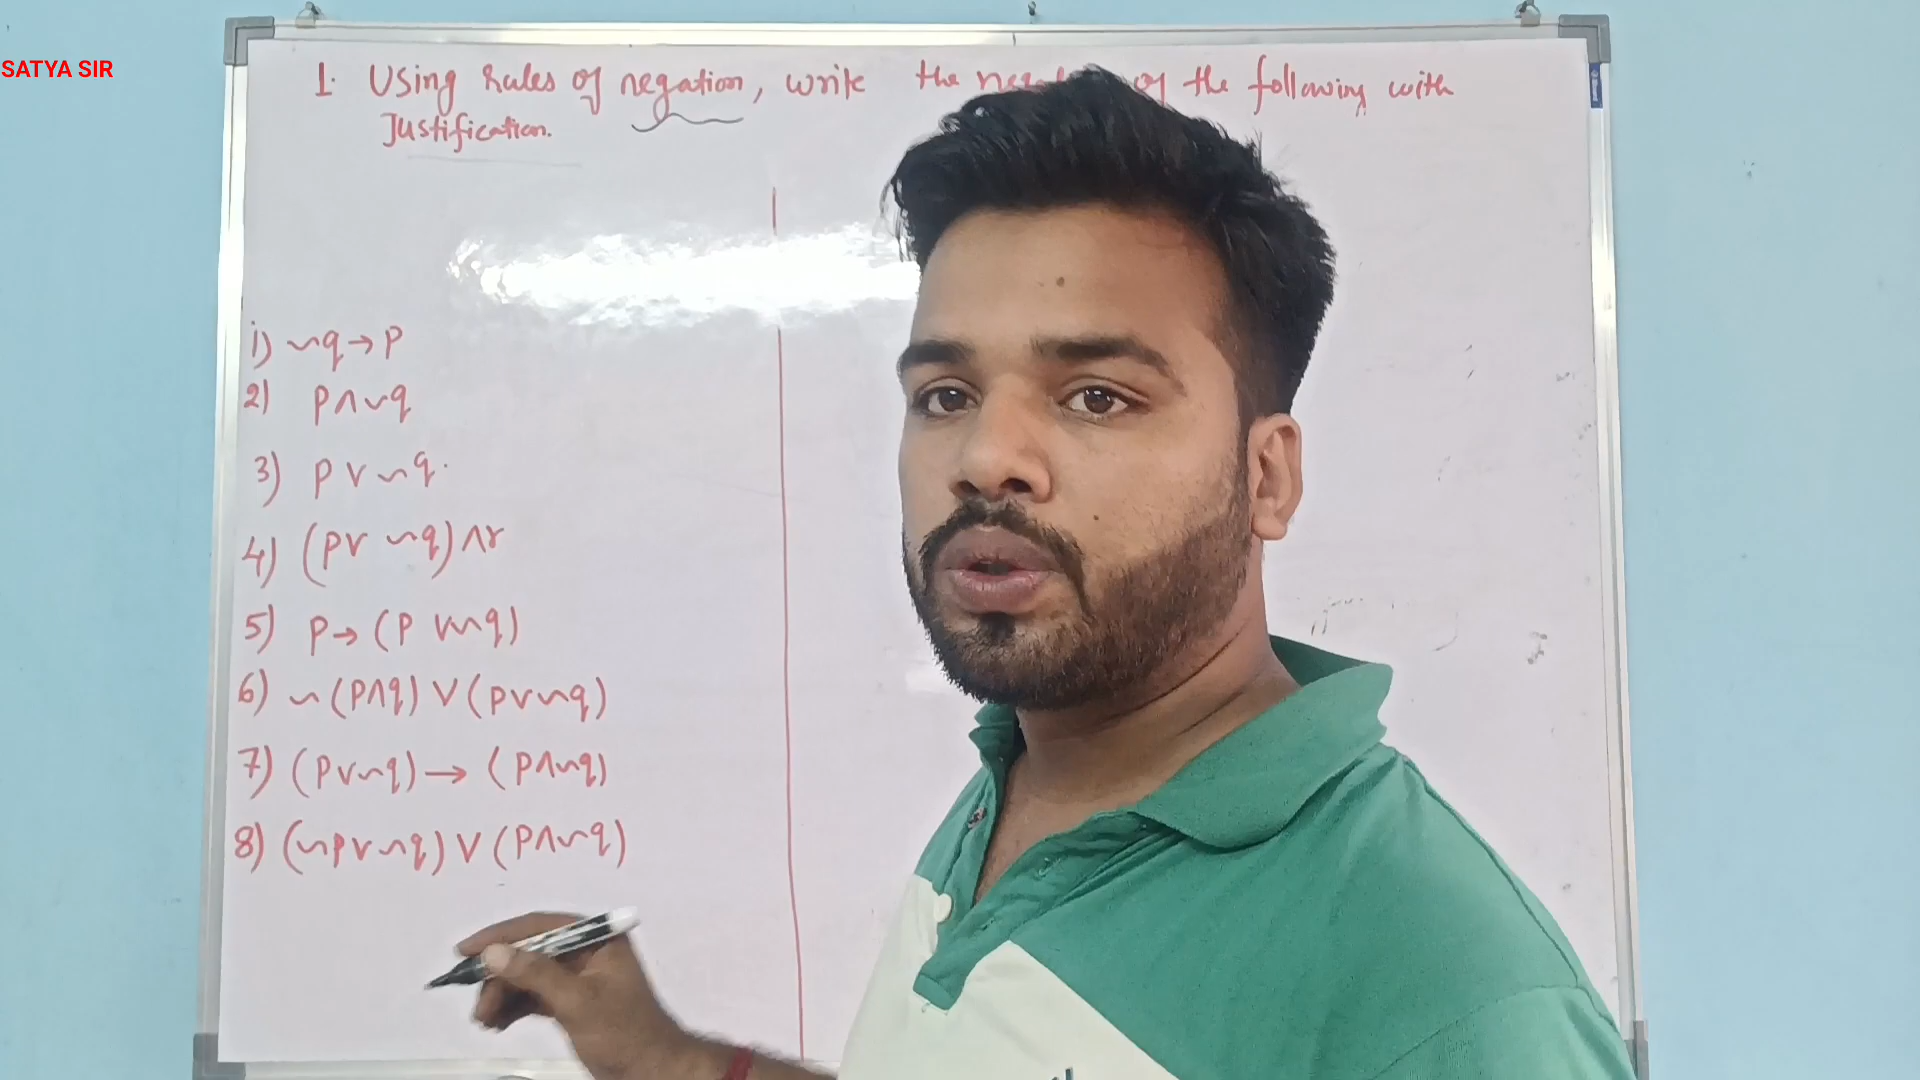 SATYA SIR
1. Using rules of negation, write the of the following with
Justification.
1) ~q→p
2) p∧~q
3) p∨~q.
4) (p∨ ~q)∧r
5) p→(p ∨~q)
6) ~(p∧q)∨(p∨~q)
7) (p∨~q)→(p∧~q)
8) (~p∨~q)∨(p∧~q)